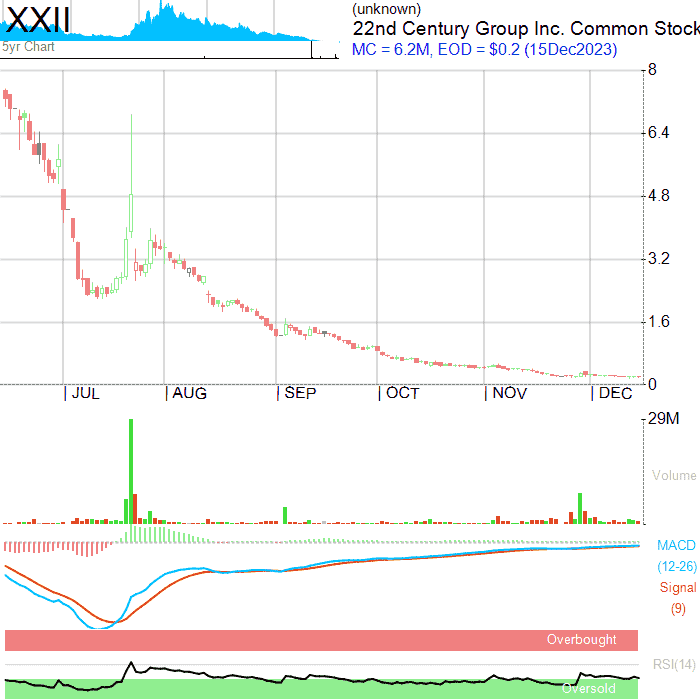 XXII
5yr Chart
(unknown)
22nd Century Group Inc. Common Stock
MC = 6.2M, EOD = $0.2 (15Dec2023)
8
6.4
4.8
3.2
1.6
0
JUL AUG SEP OCT NOV DEC
29M
Volume
MACD
(12-26)
Signal
(9)
Overbought
RSI(14)
Oversold